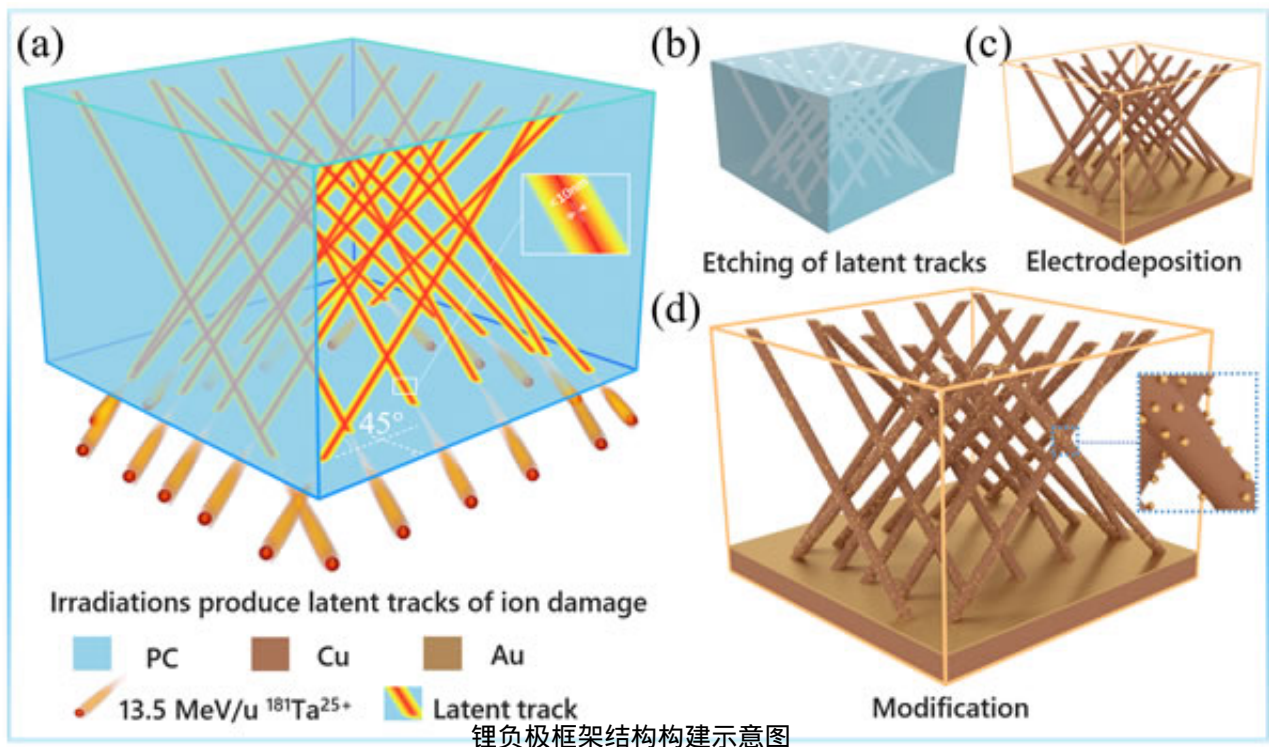 (a)
(b)
(c)
<10nm
45°
Etching of latent tracks
Electrodeposition
(d)
Irradiations produce latent tracks of ion damage
PC
Cu
Au
13.5 MeV/u ¹⁸¹Ta²⁵⁺
Latent track
Modification
锂负极框架结构构建示意图